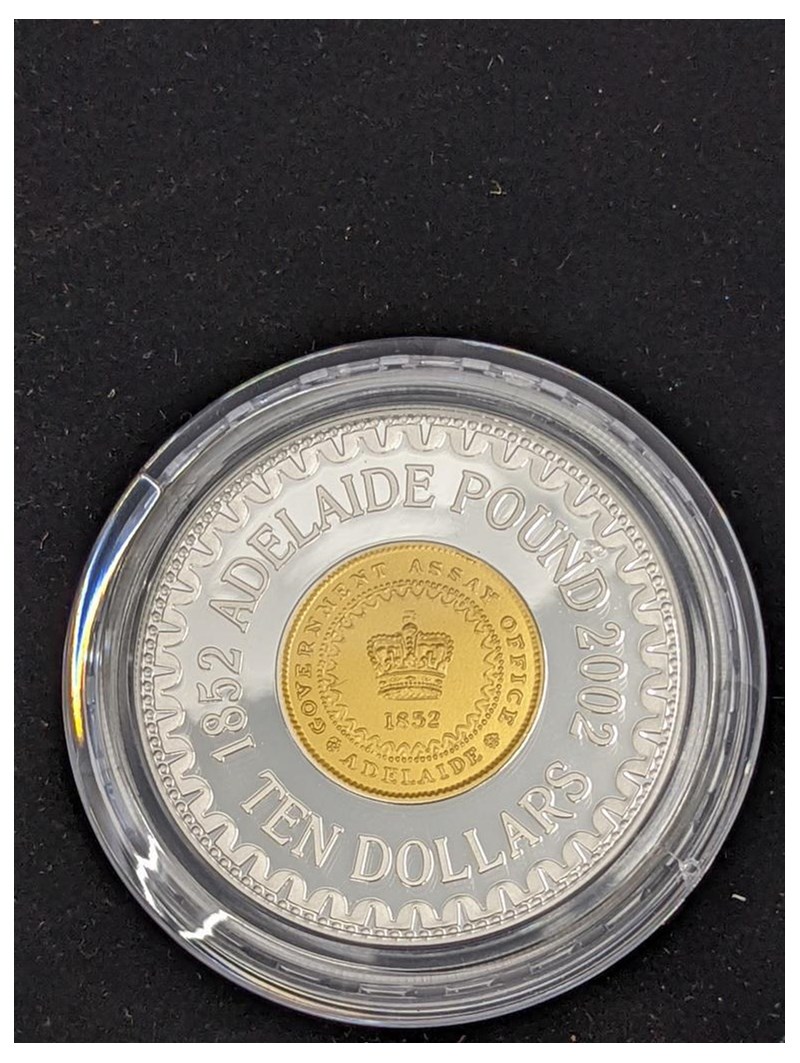 1852 ADELAIDE POUND 2002
TEN DOLLARS
GOVERNMENT ASSAY OFFICE
1852
ADELAIDE